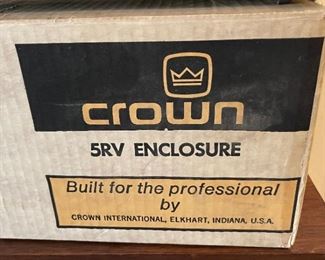 crown
5RV ENCLOSURE
Built for the professional
by
CROWN INTERNATIONAL, ELKHART, INDIANA, U.S.A.